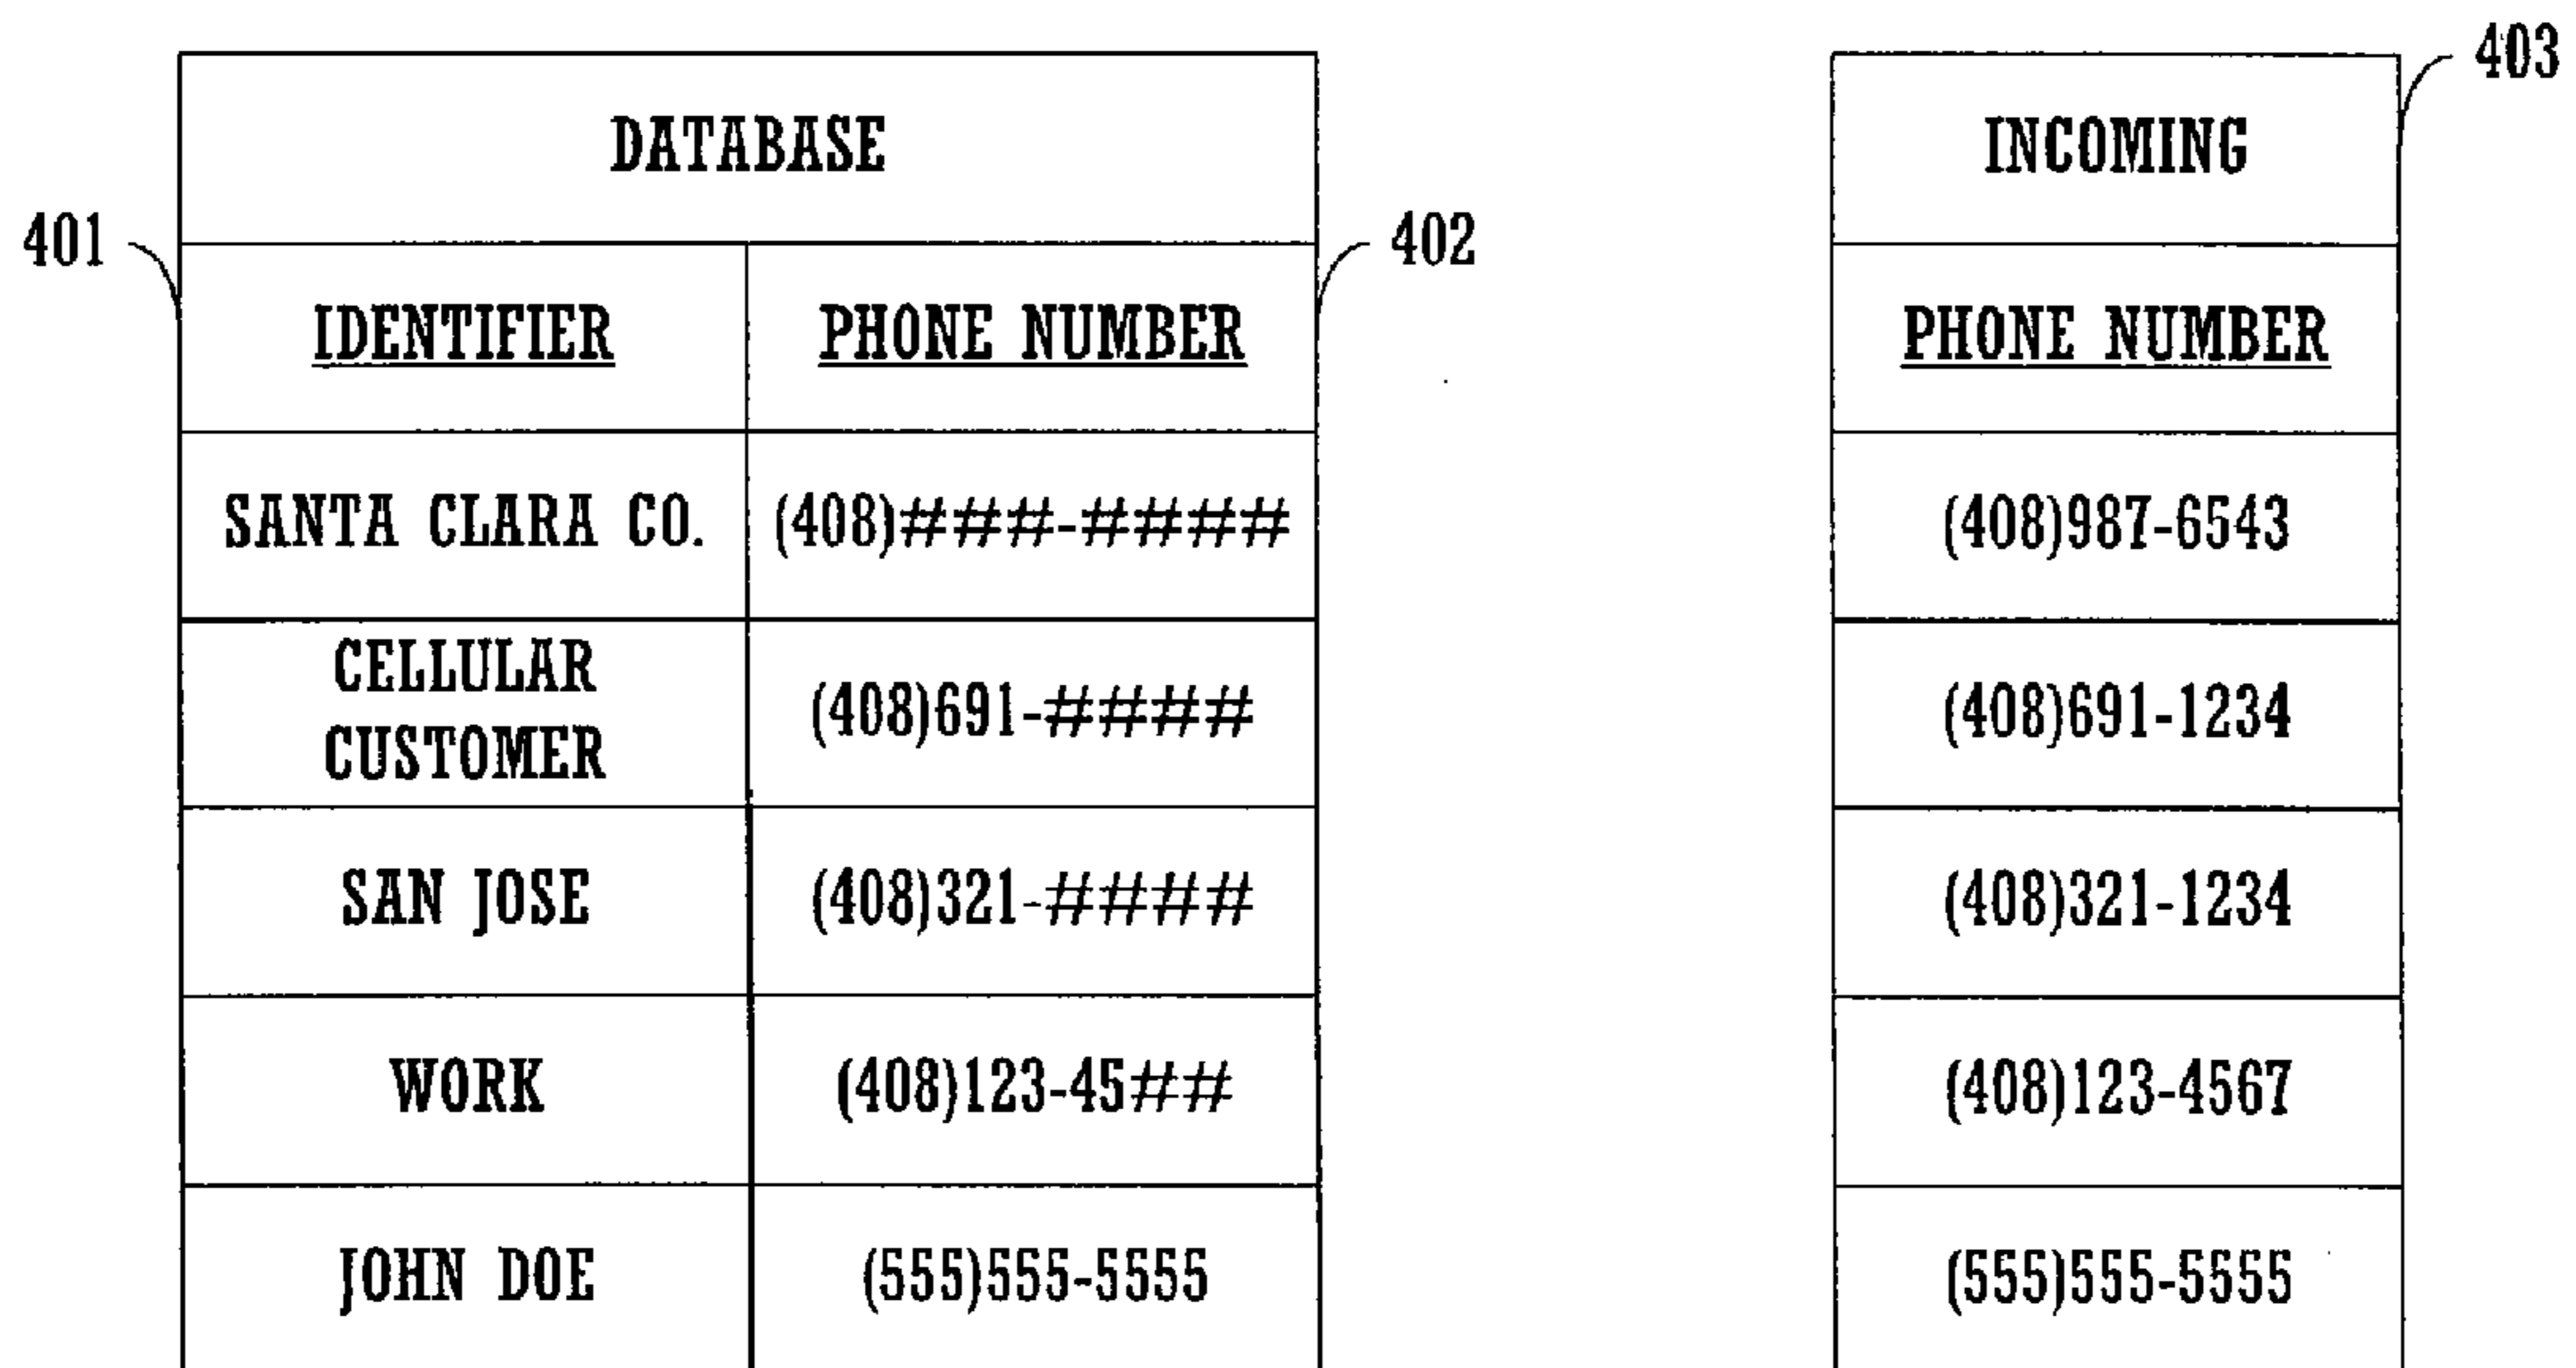 403
DATABASE
INCOMING
401
402
IDENTIFIER PHONE NUMBER
PHONE NUMBER
SANTA CLARA CO. (408)###-####
(408)987-6543
CELLULAR
CUSTOMER
(408)691-####
(408)691-1234
SAN JOSE (408)321-####
(408)321-1234
WORK (408)123-45##
(408)123-4567
JOHN DOE (555)555-5555
(555)555-5555